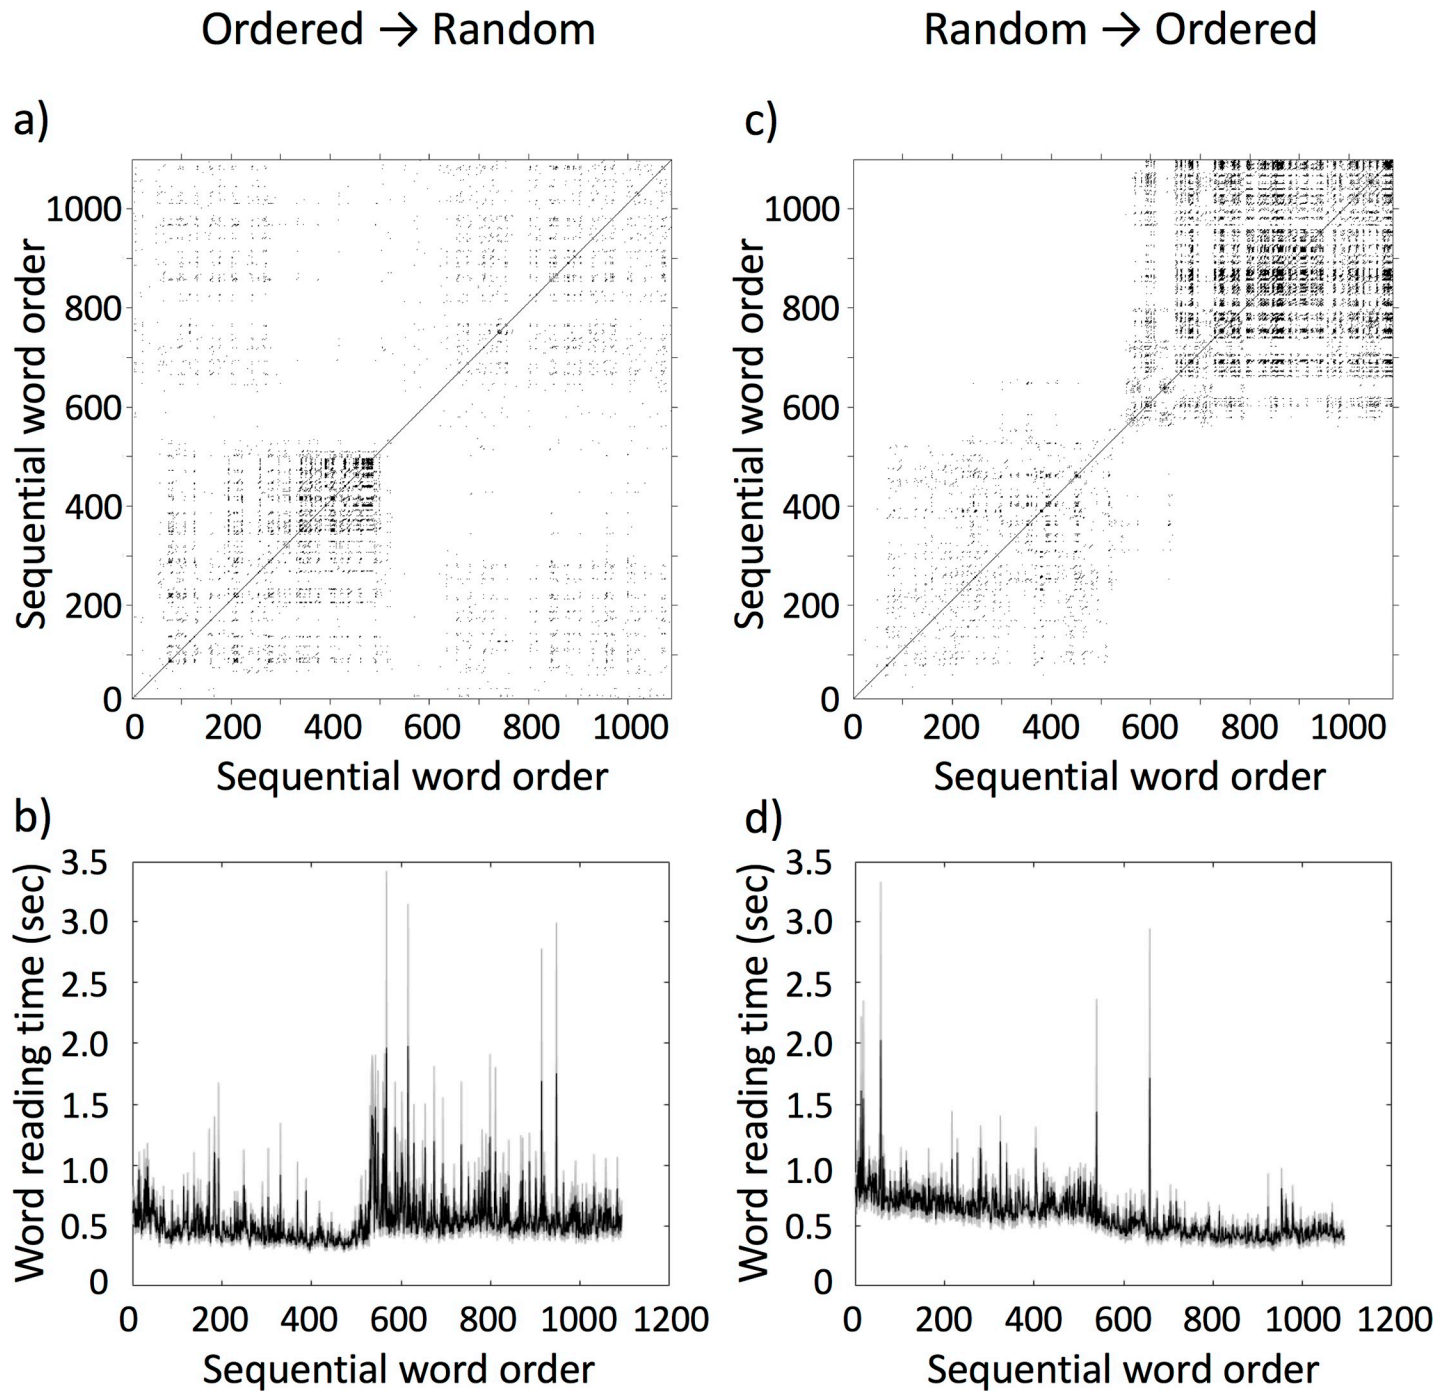 Ordered → Random
Random → Ordered
a)
c)
Sequential word order
1000
800
600
400
200
0
0 200 400 600 800 1000
Sequential word order
Sequential word order
1000
800
600
400
200
0
0 200 400 600 800 1000
Sequential word order
b)
d)
Word reading time (sec)
3.5
3.0
2.5
2.0
1.5
1.0
0.5
0
0 200 400 600 800 1000 1200
Sequential word order
Word reading time (sec)
3.5
3.0
2.5
2.0
1.5
1.0
0.5
0
0 200 400 600 800 1000 1200
Sequential word order